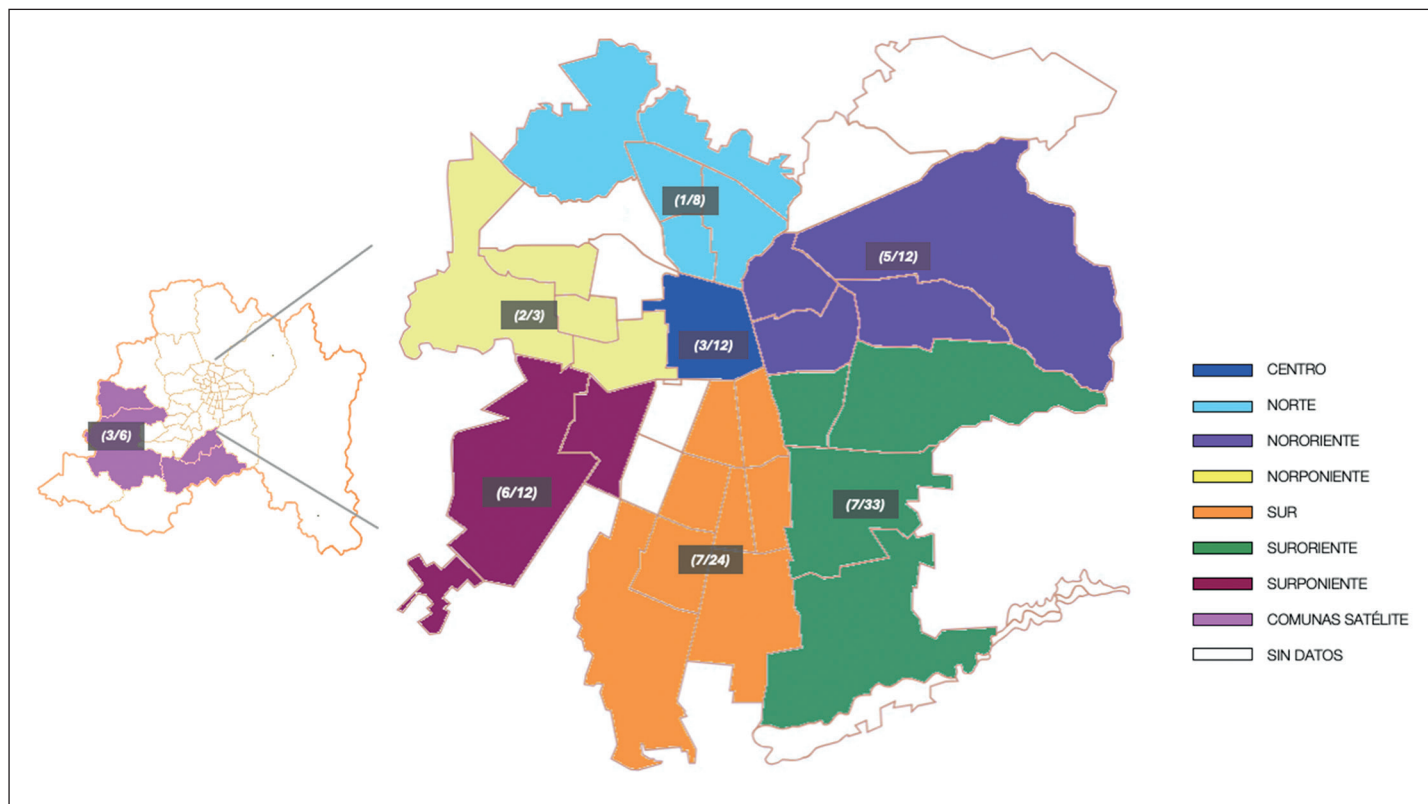 (1/8)
(5/12)
(2/3)
(3/12)
(3/6)
(6/12)
(7/33)
(7/24)
CENTRO
NORTE
NORORIENTE
NORPONIENTE
SUR
SURORIENTE
SURPONIENTE
COMUNAS SATÉLITE
SIN DATOS